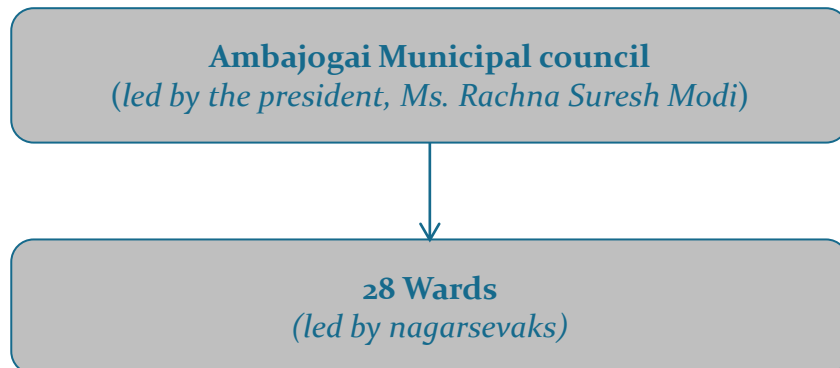 Ambajogai Municipal council
(led by the president, Ms. Rachna Suresh Modi)
28 Wards
(led by nagarsevaks)